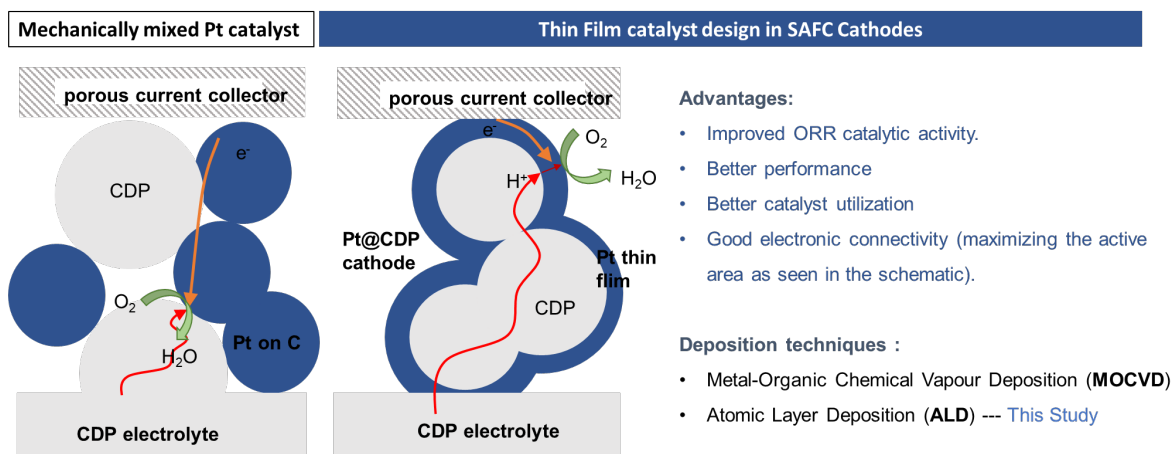 Mechanically mixed Pt catalyst
Thin Film catalyst design in SAFC Cathodes
porous current collector
e-
CDP
O2
H2O
Pt on C
CDP electrolyte
porous current collector
e-
O2
H+
H2O
Pt@CDP
cathode
Pt thin
flim
CDP
CDP electrolyte
Advantages:
• Improved ORR catalytic activity.
• Better performance
• Better catalyst utilization
• Good electronic connectivity (maximizing the active
area as seen in the schematic).
Deposition techniques :
• Metal-Organic Chemical Vapour Deposition (MOCVD)
• Atomic Layer Deposition (ALD) --- This Study